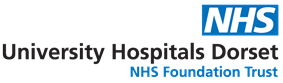 NHS
University Hospitals Dorset
NHS Foundation Trust